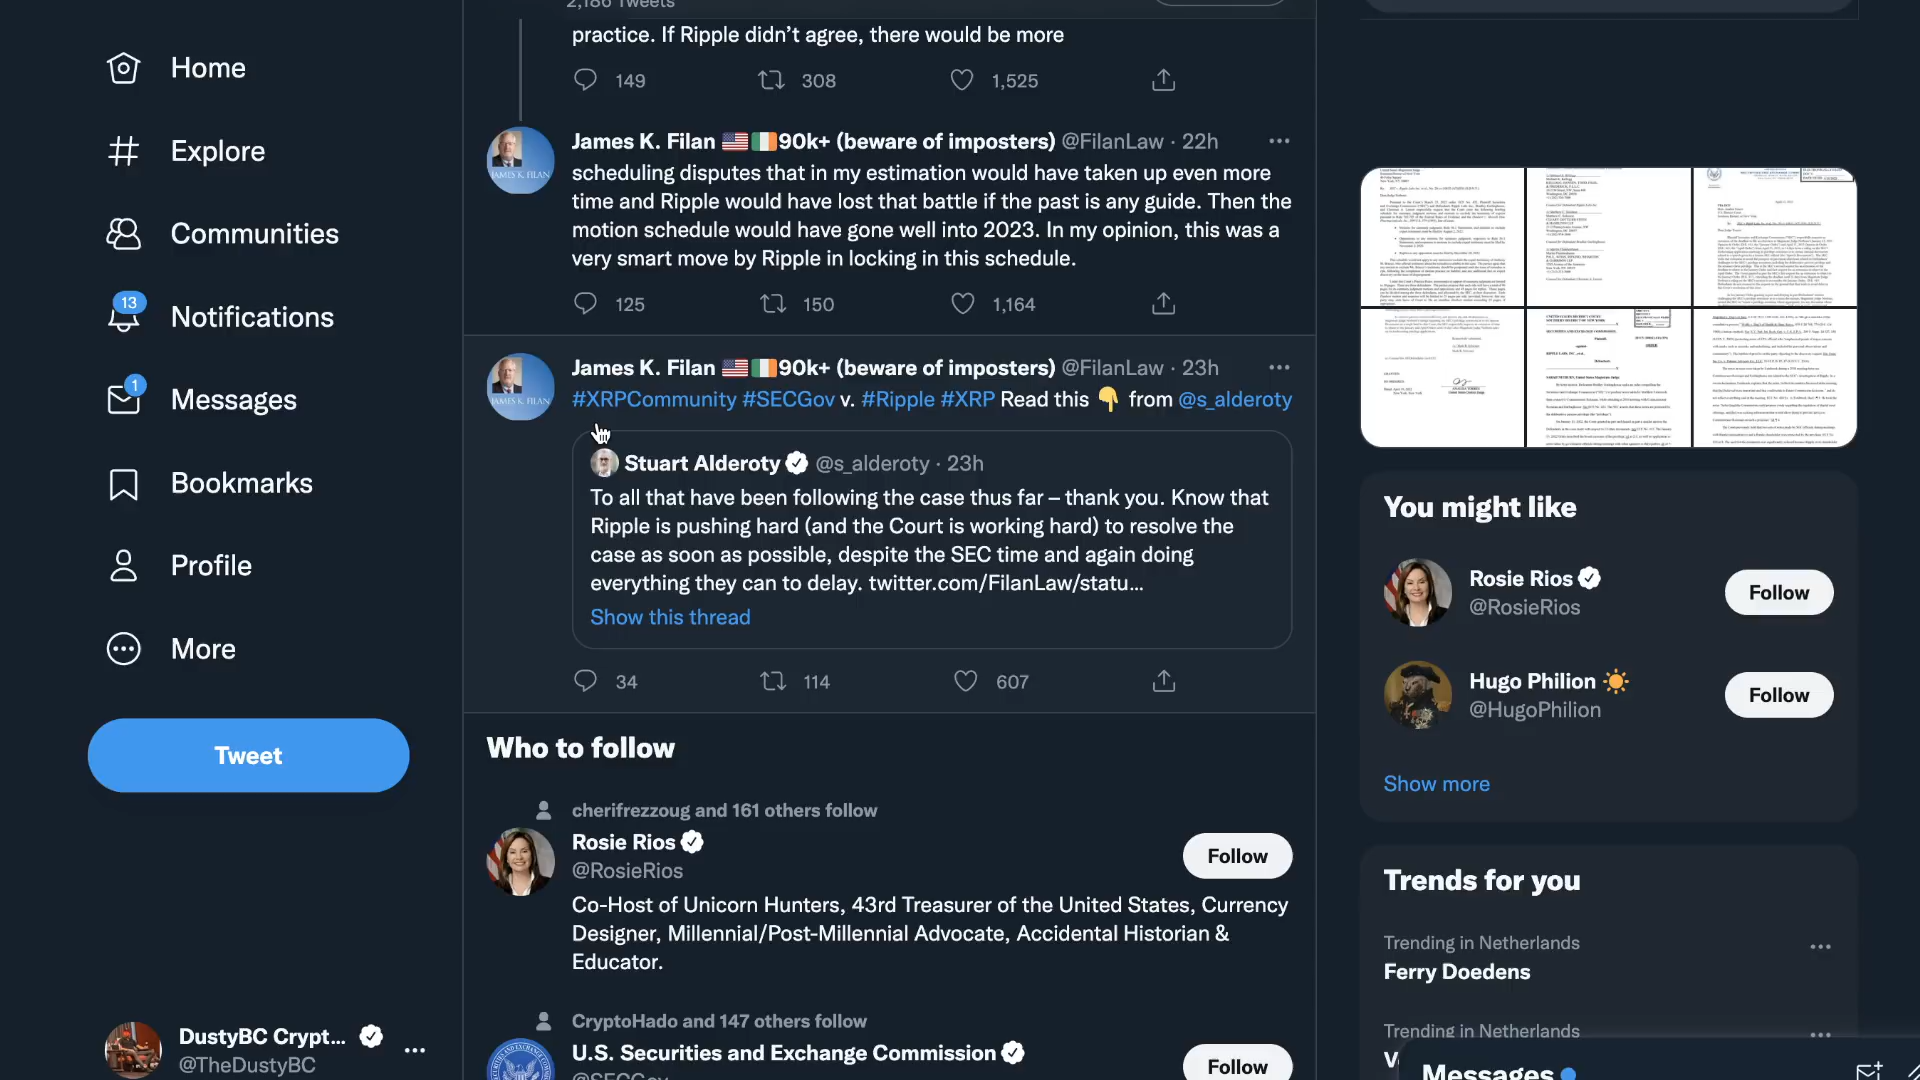 Home
Explore
Communities
13
Notifications
1
Messages
Bookmarks
Profile
More
Tweet
DustyBC Crypt...
@TheDustyBC
2,186 Tweets
practice. If Ripple didn't agree, there would be more
149 308 1,525
James K. Filan 🇺🇸🇮🇪90k+ (beware of imposters) @FilanLaw · 22h
scheduling disputes that in my estimation would have taken up even more
time and Ripple would have lost that battle if the past is any guide. Then the
motion schedule would have gone well into 2023. In my opinion, this was a
very smart move by Ripple in locking in this schedule.
125 150 1,164
JAMES K. FILAN
James K. Filan 🇺🇸🇮🇪90k+ (beware of imposters) @FilanLaw · 23h
#XRPCommunity #SECGov v. #Ripple #XRP Read this 👇 from @s_alderoty
JAMES K. FILAN
Stuart Alderoty @s_alderoty · 23h
To all that have been following the case thus far – thank you. Know that
Ripple is pushing hard (and the Court is working hard) to resolve the
case as soon as possible, despite the SEC time and again doing
everything they can to delay. twitter.com/FilanLaw/statu...
Show this thread
34 114 607
Who to follow
cherifrezzoug and 161 others follow
Rosie Rios
@RosieRios
Follow
Co-Host of Unicorn Hunters, 43rd Treasurer of the United States, Currency
Designer, Millennial/Post-Millennial Advocate, Accidental Historian &
Educator.
CryptoHado and 147 others follow
U.S. Securities and Exchange Commission
@SECGov
Follow
You might like
Rosie Rios
@RosieRios
Follow
Hugo Philion ☀️
@HugoPhilion
Follow
Show more
Trends for you
Trending in Netherlands
Ferry Doedens
Trending in Netherlands
Messages